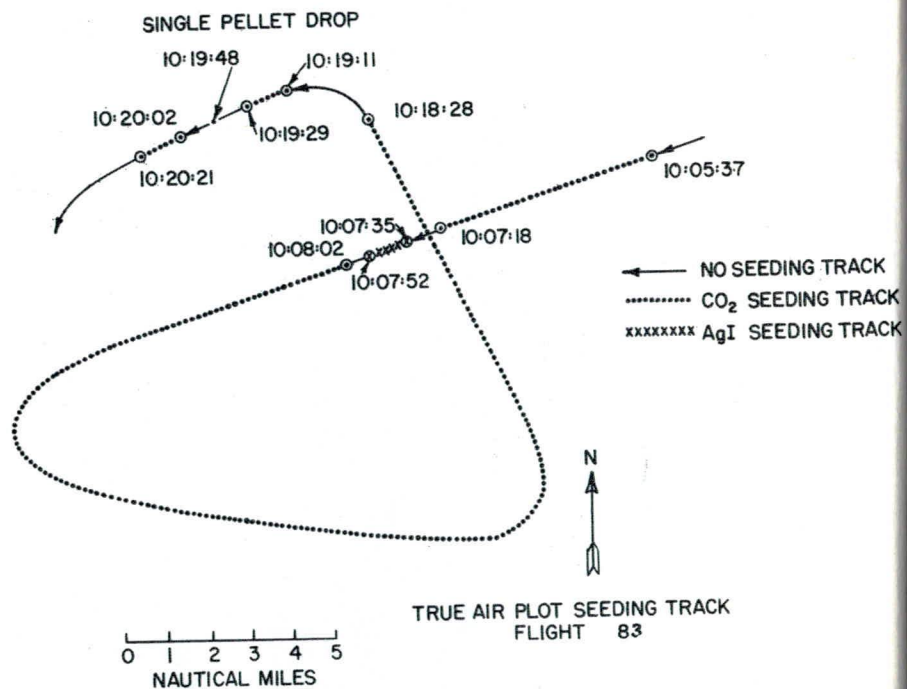 SINGLE PELLET DROP
10:19:48
10:19:11
10:20:02
10:18:28
10:19:29
10:20:21
10:05:37
10:07:35
10:07:18
10:08:02
10:07:52
NO SEEDING TRACK
CO₂ SEEDING TRACK
xxxxxxxx AgI SEEDING TRACK
N
TRUE AIR PLOT SEEDING TRACK
FLIGHT 83
0 1 2 3 4 5
NAUTICAL MILES